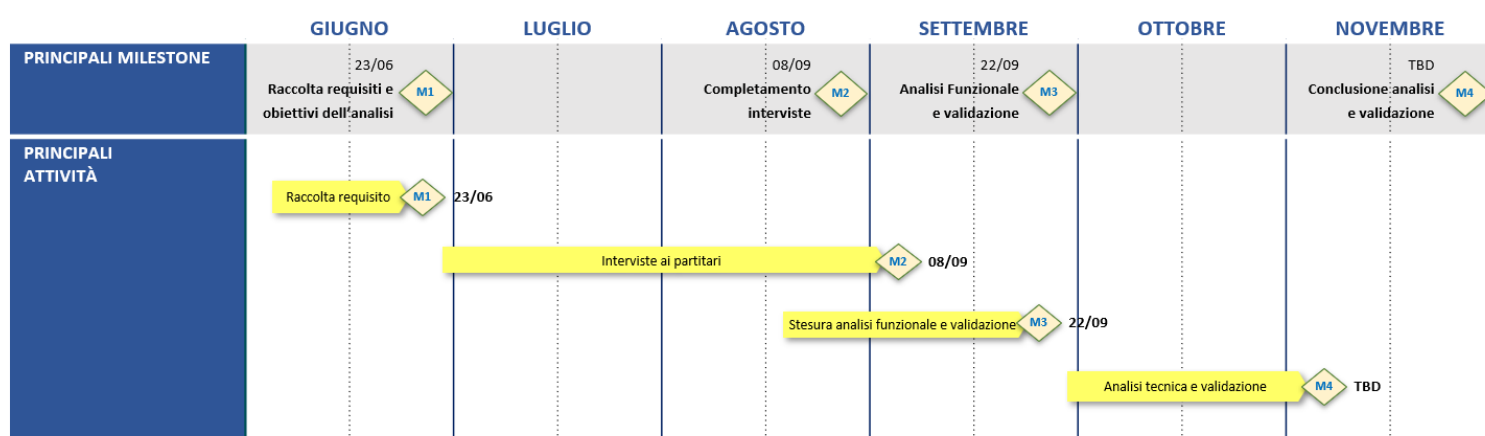 GIUGNO LUGLIO AGOSTO SETTEMBRE OTTOBRE NOVEMBRE
PRINCIPALI MILESTONE
23/06
Raccolta requisiti e
obiettivi dell'analisi
M1
08/09
Completamento
interviste
M2
22/09
Analisi Funzionale
e validazione
M3
TBD
Conclusione analisi
e validazione
M4
PRINCIPALI
ATTIVITÀ
Raccolta requisito M1 23/06
Interviste ai partitari M2 08/09
Stesura analisi funzionale e validazione M3 22/09
Analisi tecnica e validazione M4 TBD